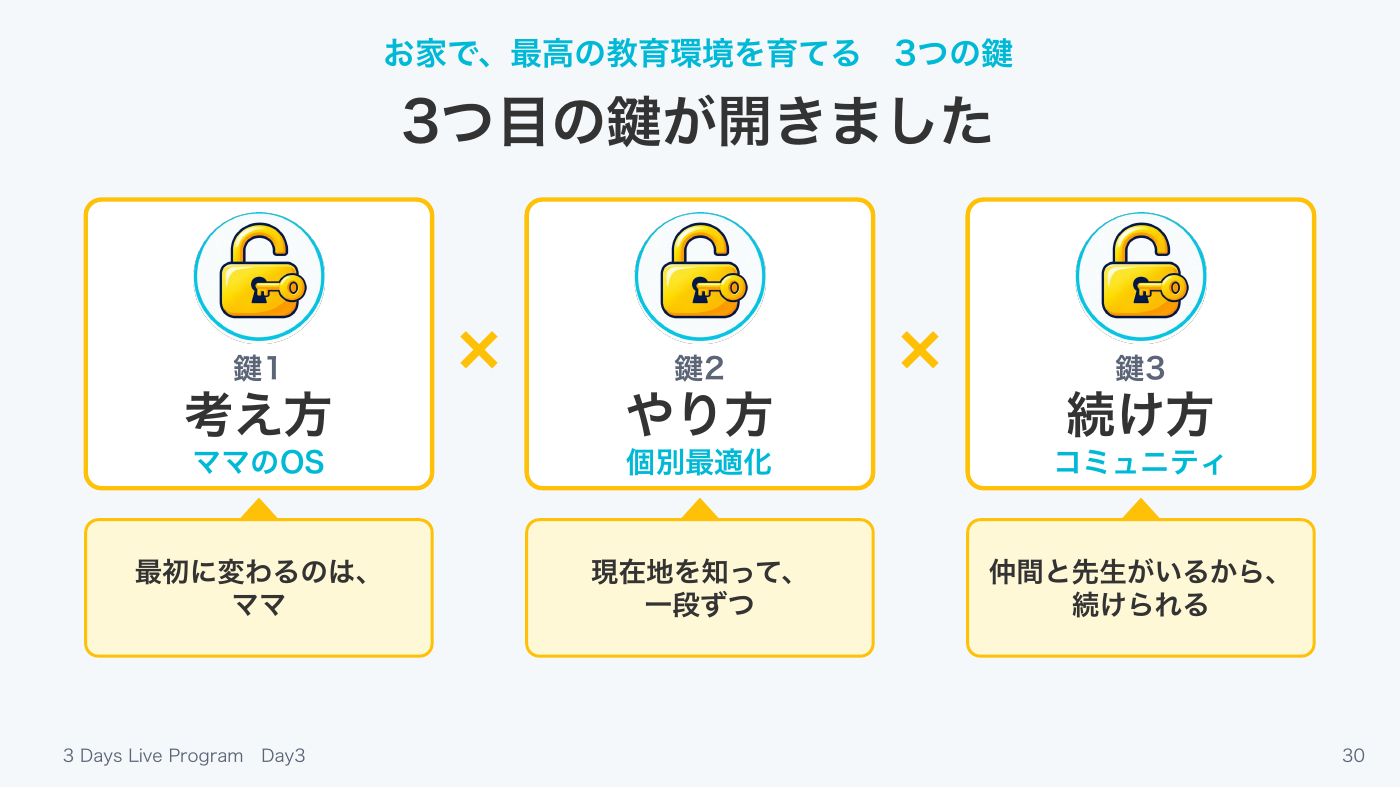 お家で、最高の教育環境を育てる　3つの鍵
3つ目の鍵が開きました
鍵1
考え方
ママのOS
×
鍵2
やり方
個別最適化
×
鍵3
続け方
コミュニティ
最初に変わるのは、
ママ
現在地を知って、
一段ずつ
仲間と先生がいるから、
続けられる
3 Days Live Program　Day3
30